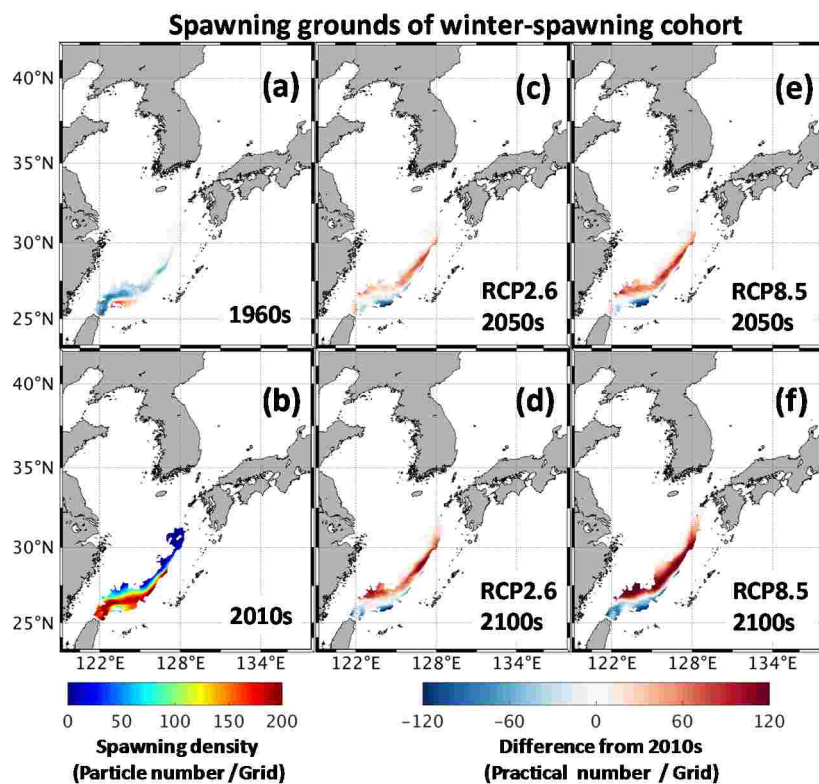 Spawning grounds of winter-spawning cohort
40°N
35°N
30°N
25°N
(a)
1960s
(c)
RCP2.6
2050s
(e)
RCP8.5
2050s
40°N
35°N
30°N
25°N
(b)
2010s
(d)
RCP2.6
2100s
(f)
RCP8.5
2100s
122°E 128°E 134°E
122°E 128°E 134°E
122°E 128°E 134°E
0 50 100 150 200
Spawning density
(Particle number /Grid)
-120 -60 0 60 120
Difference from 2010s
(Practical number / Grid)